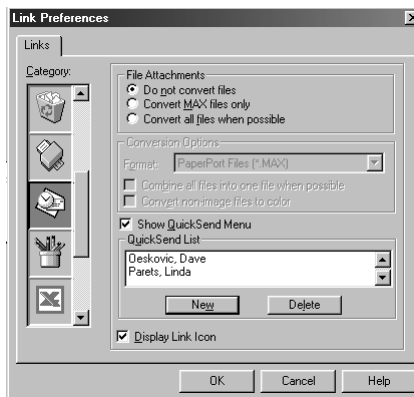 Link Preferences
Links
Category:
File Attachments
Do not convert files
Convert MAX files only
Convert all files when possible
Conversion Options
Format: PaperPort Files (*.MAX)
Combine all files into one file when possible
Convert non-image files to color
Show QuickSend Menu
QuickSend List
Oeskovic, Dave
Parets, Linda
New Delete
Display Link Icon
OK Cancel Help